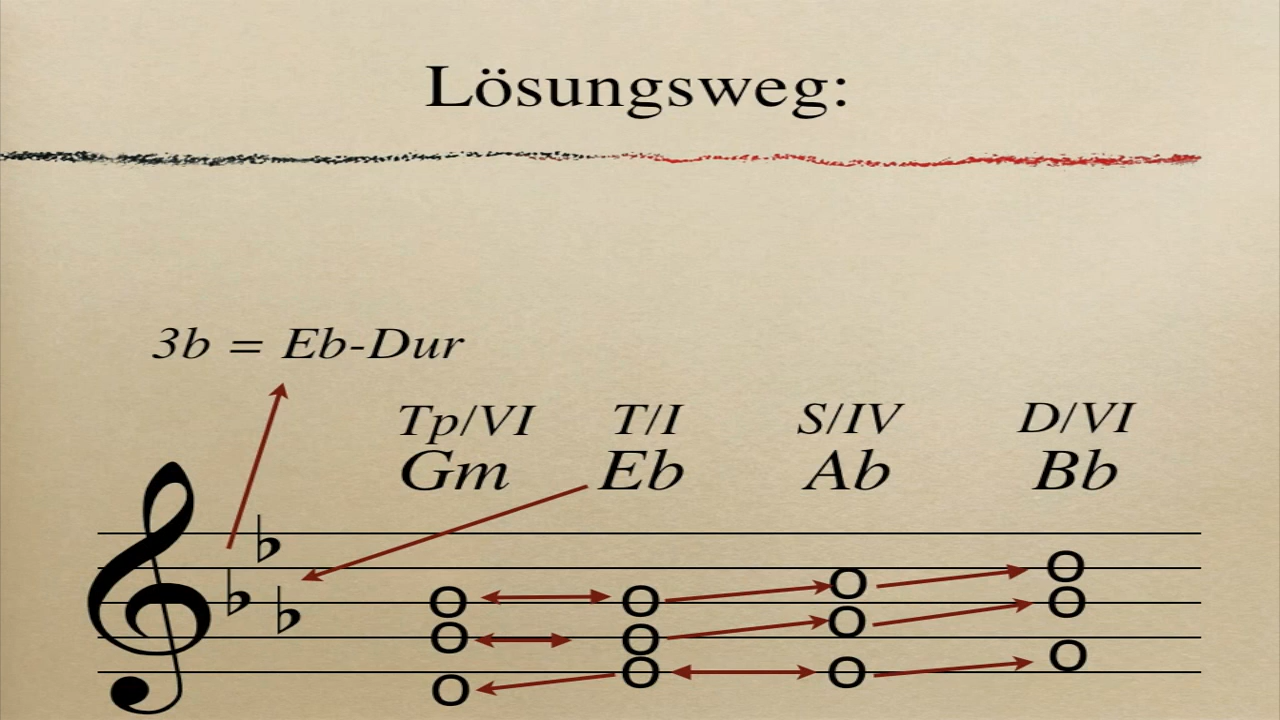 Lösungsweg:
3b = Eb-Dur
Tp/VI T/I S/IV D/VI
Gm Eb Ab Bb